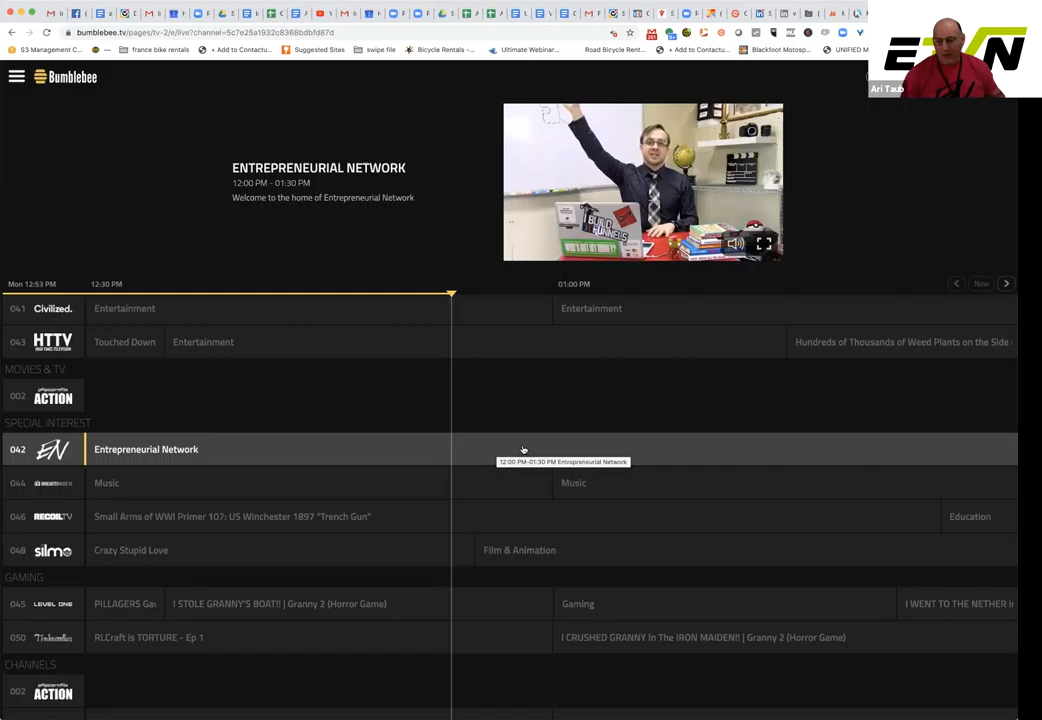 bumblebee.tv/pages/tv-2/e/live?channel=5c7e25a1932c8368bdbfd87d
S3 Management C... france bike rentals + Add to Contactu... Suggested Sites swipe file Bicycle Rentals -... Ultimate Webinar... Road Bicycle Rent... + Add to Contactu... Blackfoot Motosp... UNIFIED M
Bumblebee
Ari Taub
ENTREPRENEURIAL NETWORK
12:00 PM - 01:30 PM
Welcome to the home of Entrepreneurial Network
I BUILD FUNNELS
Mon 12:53 PM 12:30 PM 01:00 PM Now
041 Civilized. Entertainment Entertainment
043 HTTV Touched Down Entertainment Hundreds of Thousands of Weed Plants on the Side
MOVIES & TV
002 popcornflix ACTION
SPECIAL INTEREST
042 EN Entrepreneurial Network
12:00 PM-01:30 PM Entrepreneurial Network
044 Music Music
046 RECOILTV Small Arms of WWI Primer 107: US Winchester 1897 "Trench Gun" Education
048 silmo Crazy Stupid Love Film & Animation
GAMING
045 LEVEL ONE PILLAGERS Ga I STOLE GRANNY'S BOAT!! | Granny 2 (Horror Game) Gaming I WENT TO THE NETHER i
050 RLCraft is TORTURE - Ep 1 I CRUSHED GRANNY In The IRON MAIDEN!! | Granny 2 (Horror Game)
CHANNELS
002 popcornflix ACTION